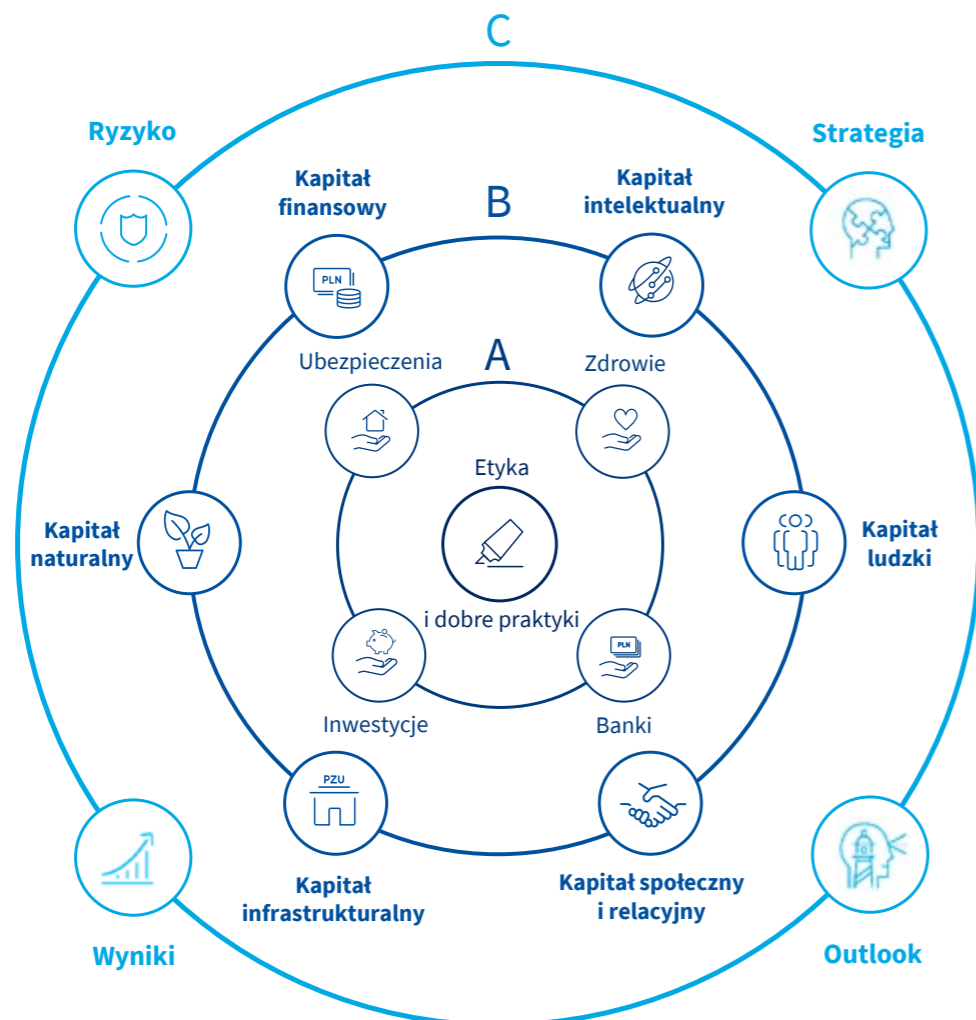 C
Ryzyko
Strategia
Kapitał
finansowy
B
Kapitał
intelektualny
PLN
Ubezpieczenia
A
Zdrowie
Etyka
Kapitał
naturalny
Kapitał
ludzki
i dobre praktyki
PLN
Inwestycje
Banki
PZU
Kapitał
infrastrukturalny
Kapitał społeczny
i relacyjny
Wyniki
Outlook